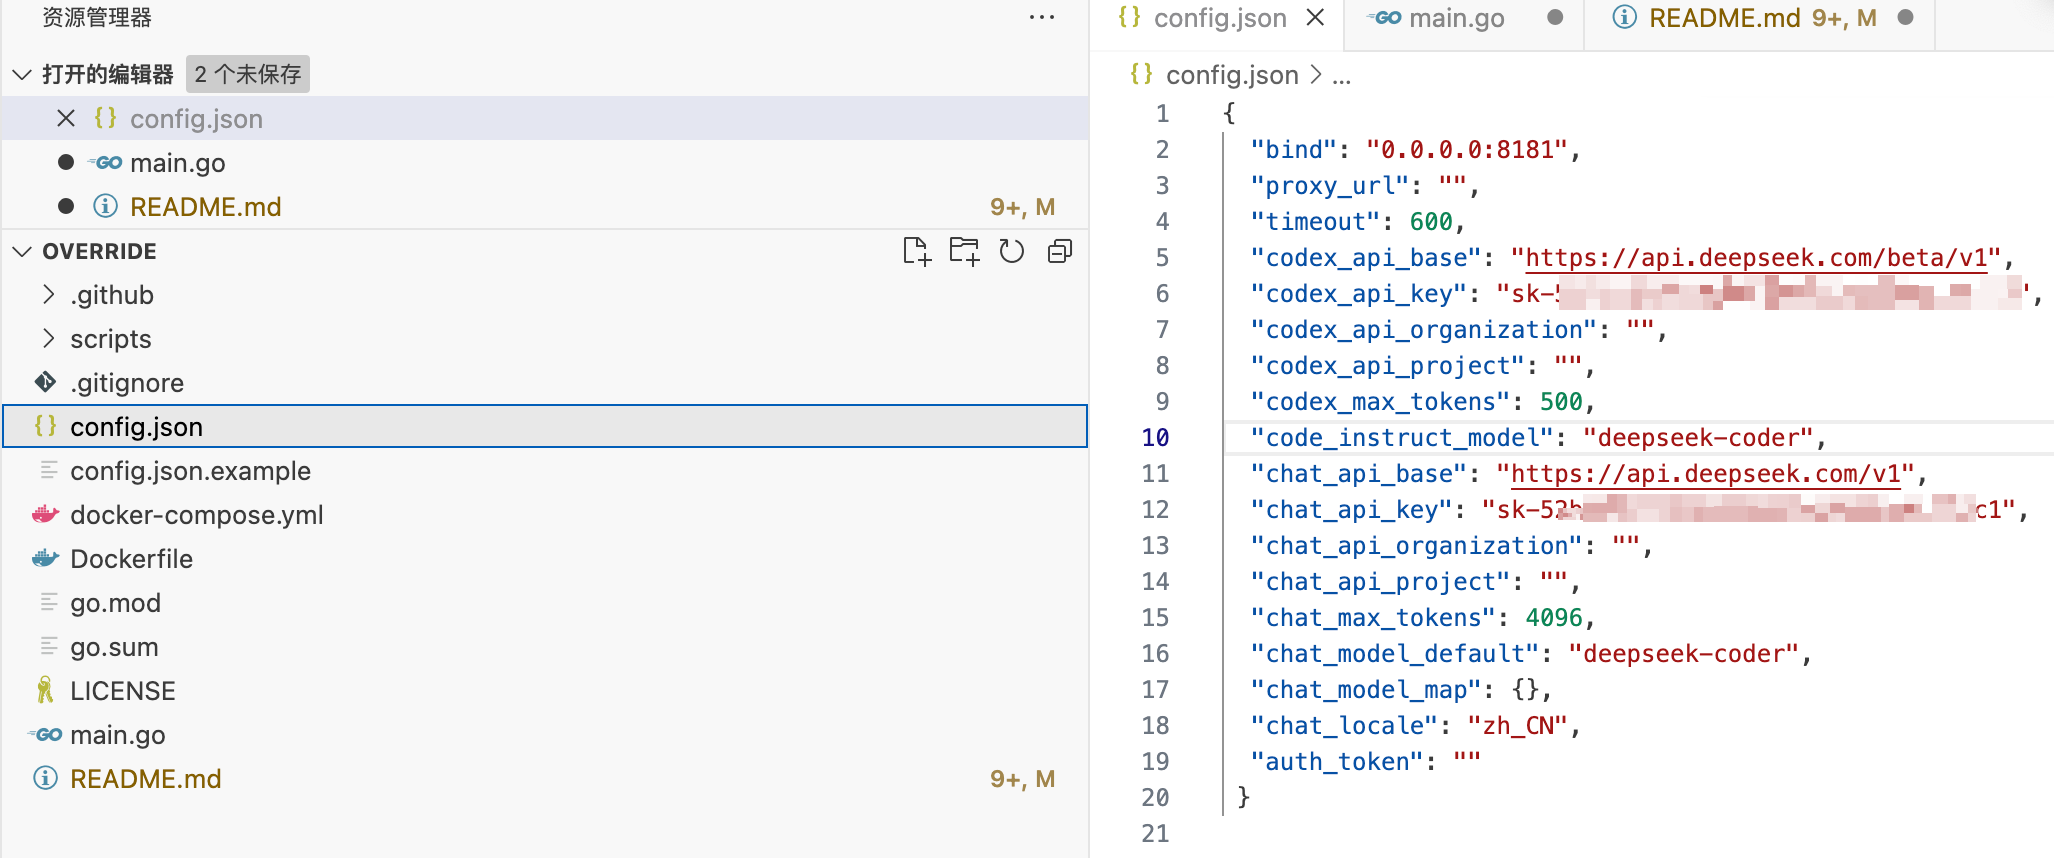 资源管理器
打开的编辑器 2 个未保存
config.json
main.go
README.md 9+, M
OVERRIDE
.github
scripts
.gitignore
config.json
config.json.example
docker-compose.yml
Dockerfile
go.mod
go.sum
LICENSE
main.go
README.md 9+, M
config.json main.go README.md 9+, M
config.json > ...
1 {
2 "bind": "0.0.0.0:8181",
3 "proxy_url": "",
4 "timeout": 600,
5 "codex_api_base": "https://api.deepseek.com/beta/v1",
6 "codex_api_key": "sk-5 ",
7 "codex_api_organization": "",
8 "codex_api_project": "",
9 "codex_max_tokens": 500,
10 "code_instruct_model": "deepseek-coder",
11 "chat_api_base": "https://api.deepseek.com/v1",
12 "chat_api_key": "sk-52 c1",
13 "chat_api_organization": "",
14 "chat_api_project": "",
15 "chat_max_tokens": 4096,
16 "chat_model_default": "deepseek-coder",
17 "chat_model_map": {},
18 "chat_locale": "zh_CN",
19 "auth_token": ""
20 }
21